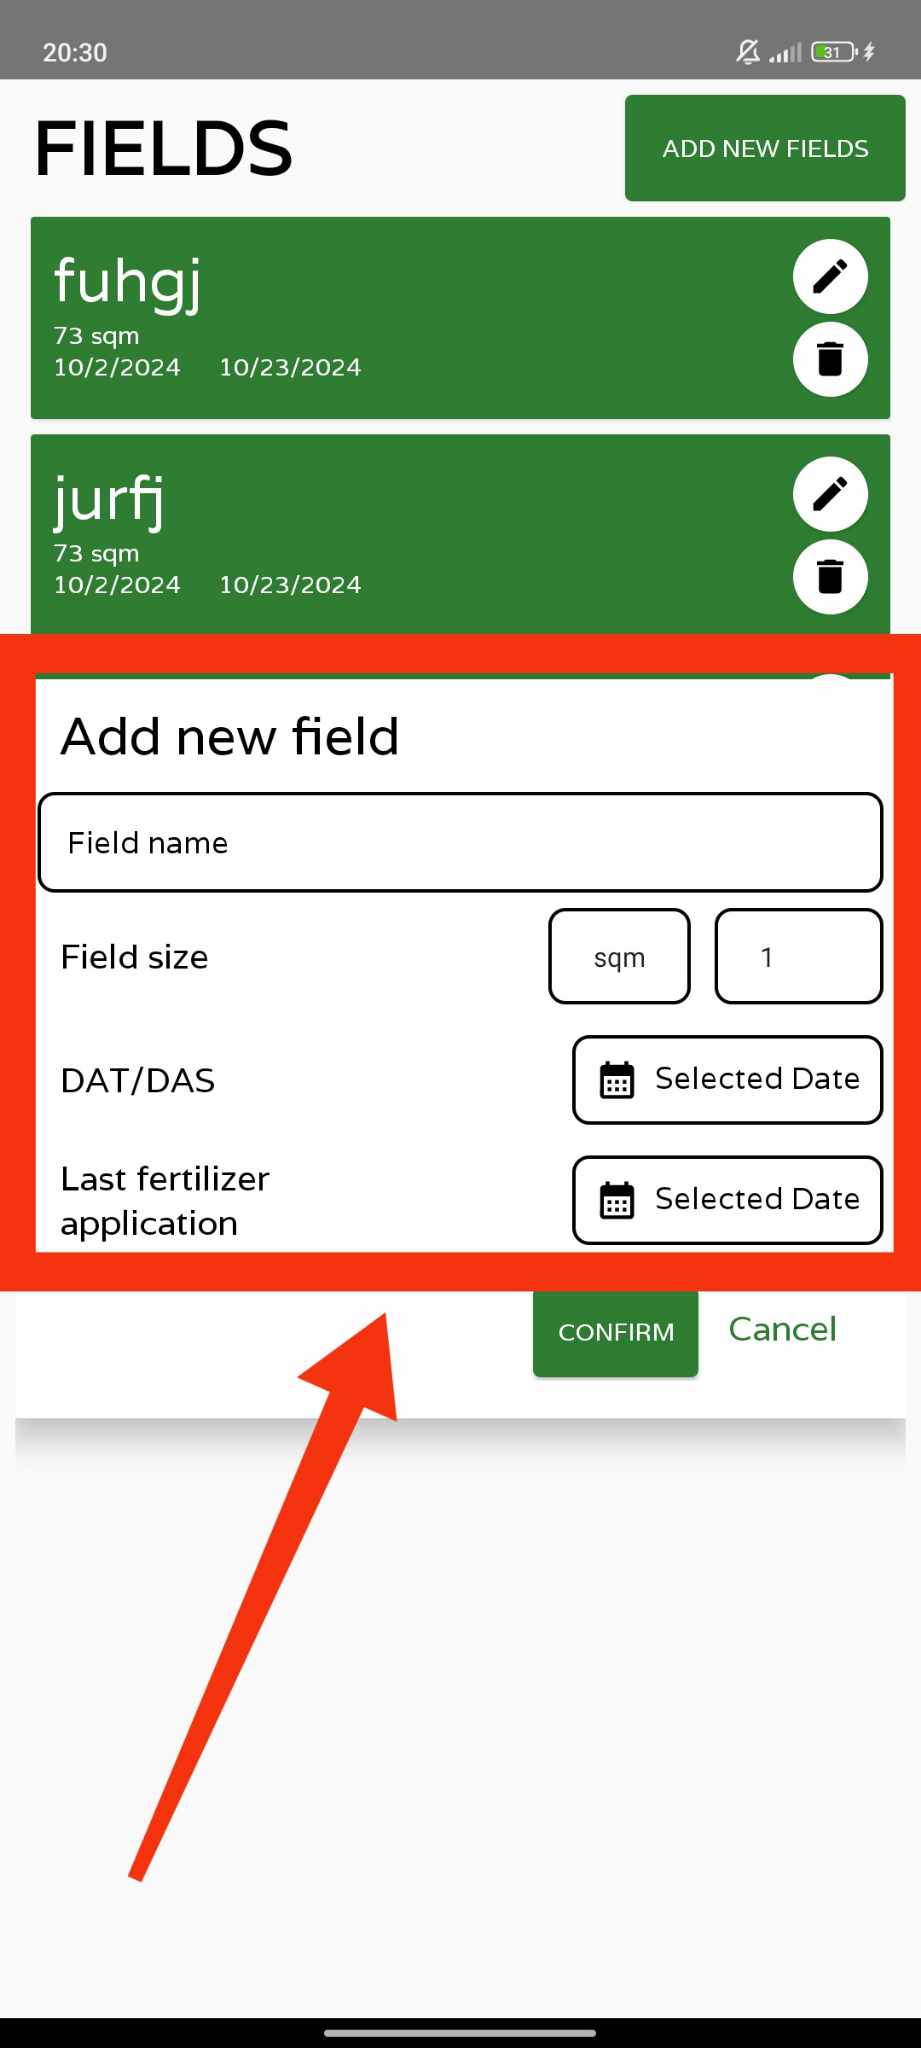 20:30
31
FIELDS
ADD NEW FIELDS
fuhgj
73 sqm
10/2/2024 10/23/2024
jurfj
73 sqm
10/2/2024 10/23/2024
Add new field
Field name
Field size sqm 1
DAT/DAS Selected Date
Last fertilizer
application Selected Date
CONFIRM Cancel